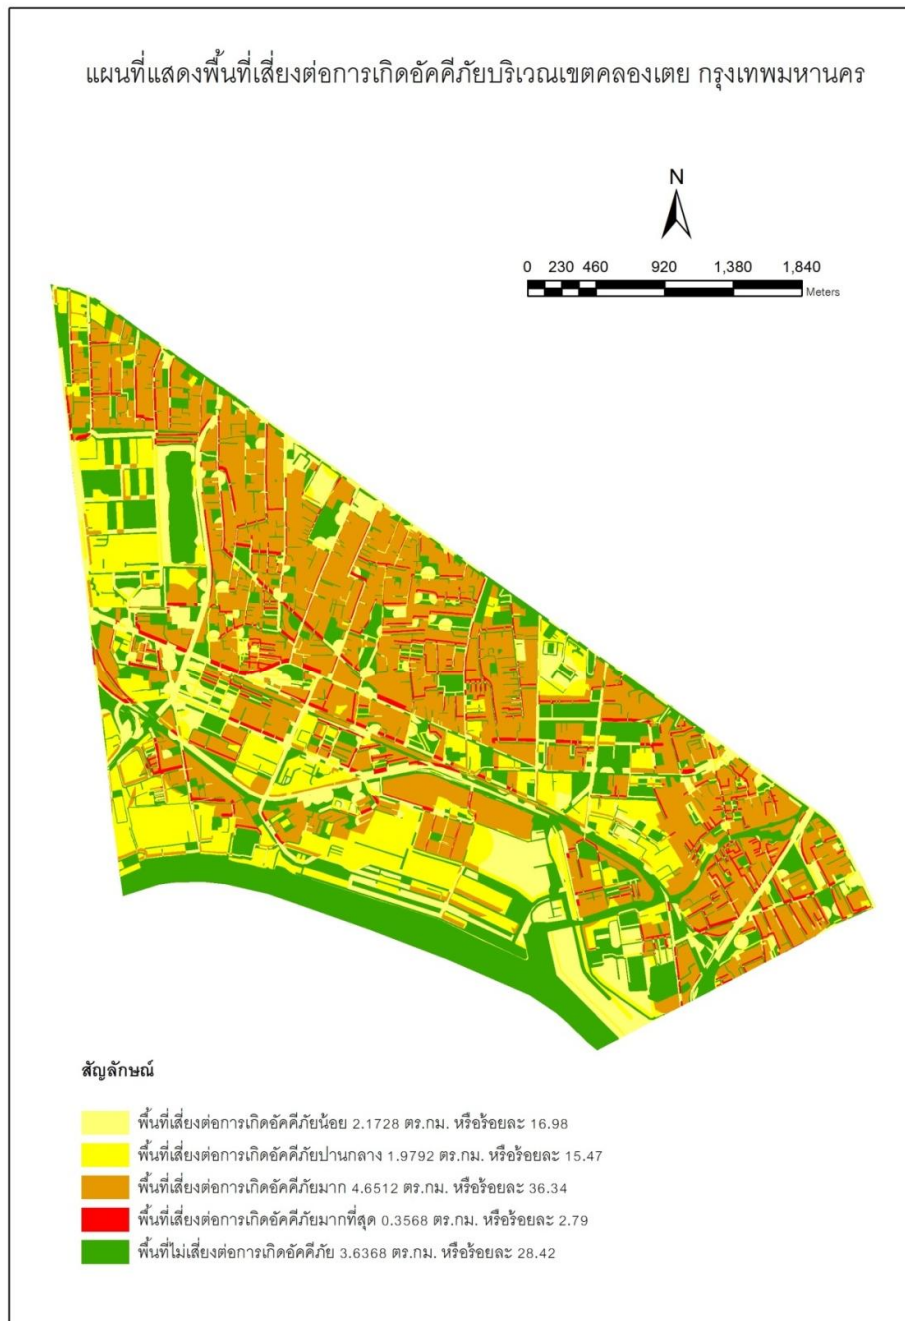 แผนที่แสดงพื้นที่เสี่ยงต่อการเกิดอัคคีภัยบริเวณเขตคลองเตย กรุงเทพมหานคร
N
0 230 460 920 1,380 1,840
Meters
สัญลักษณ์
พื้นที่เสี่ยงต่อการเกิดอัคคีภัยน้อย 2.1728 ตร.กม. หรือร้อยละ 16.98
พื้นที่เสี่ยงต่อการเกิดอัคคีภัยปานกลาง 1.9792 ตร.กม. หรือร้อยละ 15.47
พื้นที่เสี่ยงต่อการเกิดอัคคีภัยมาก 4.6512 ตร.กม. หรือร้อยละ 36.34
พื้นที่เสี่ยงต่อการเกิดอัคคีภัยมากที่สุด 0.3568 ตร.กม. หรือร้อยละ 2.79
พื้นที่ไม่เสี่ยงต่อการเกิดอัคคีภัย 3.6368 ตร.กม. หรือร้อยละ 28.42